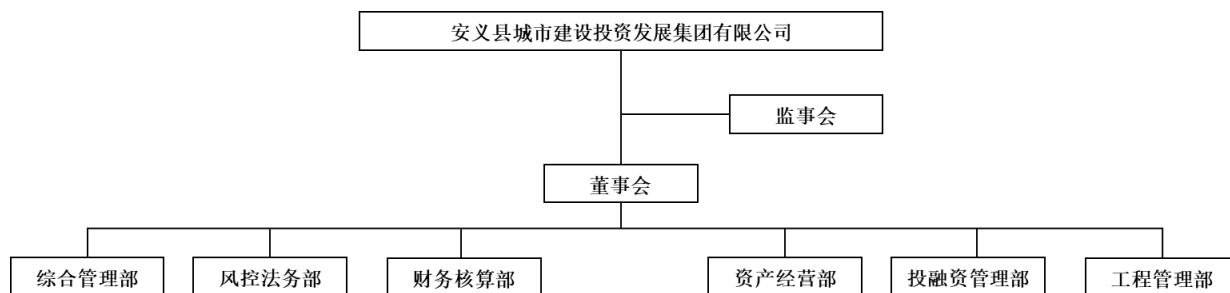 安义县城市建设投资发展集团有限公司
监事会
董事会
综合管理部
风控法务部
财务核算部
资产经营部
投融资管理部
工程管理部